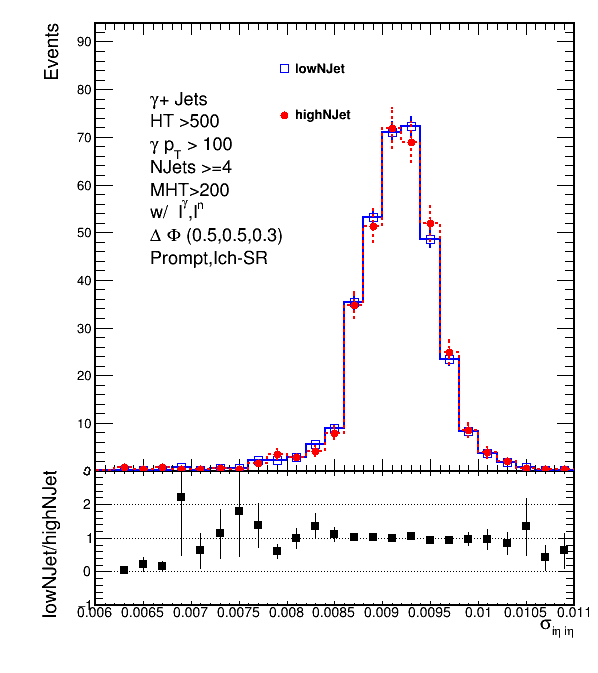 Events
90
80
70
60
50
40
30
20
10
0
lowNJet
highNJet
γ+ Jets
HT >500
γ p_T > 100
NJets >=4
MHT>200
w/ I^γ,I^n
Δ Φ (0.5,0.5,0.3)
Prompt,Ich-SR
lowNJet/highNJet
2
1
0
-1
0.006 0.0065 0.007 0.0075 0.008 0.0085 0.009 0.0095 0.01 0.0105 0.011
σ_iη iη